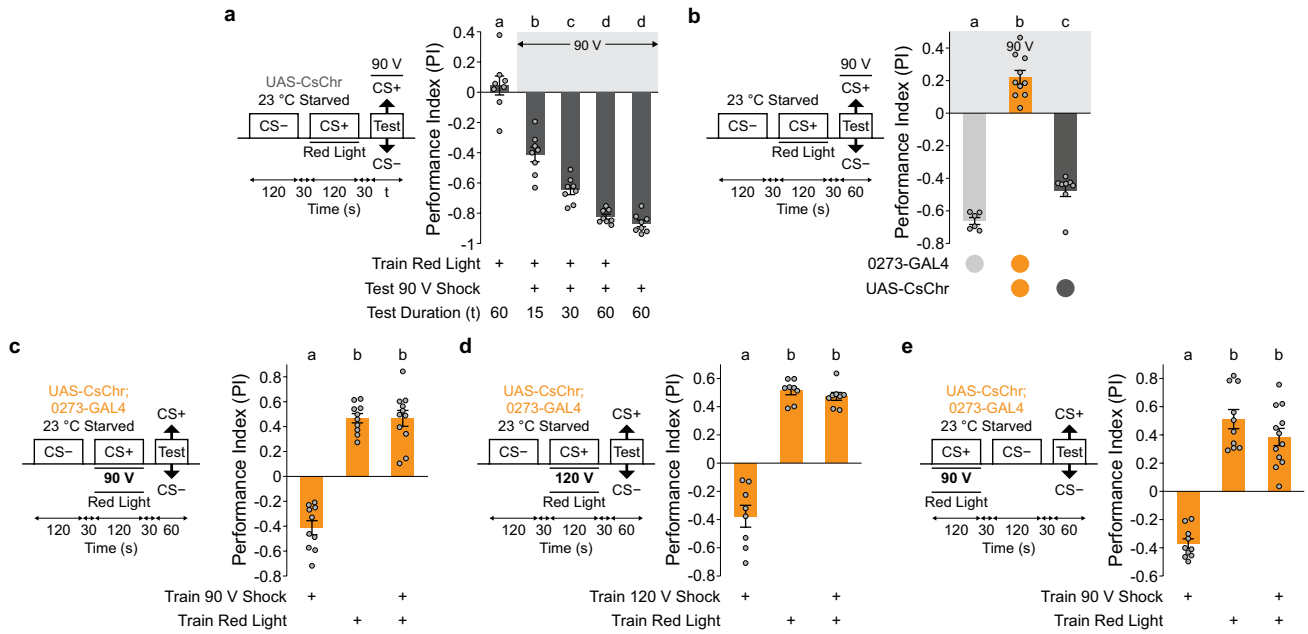 a
UAS-CsChr
23 °C Starved
CS−
CS+
Test
90 V
CS+
CS−
Red Light
120
30
120
30
t
Time (s)
Performance Index (PI)
0.4
0.2
0
-0.2
-0.4
-0.6
-0.8
-1
a b c d d
90 V
Train Red Light + + + +
Test 90 V Shock + + + +
Test Duration (t) 60 15 30 60 60
b
23 °C Starved
CS−
CS+
Test
90 V
CS+
CS−
Red Light
120
30
120
30
60
Time (s)
Performance Index (PI)
0.4
0.2
0
-0.2
-0.4
-0.6
-0.8
a b c
90 V
0273-GAL4
UAS-CsChr
c
UAS-CsChr;
0273-GAL4
23 °C Starved
CS−
CS+
Test
CS+
CS−
90 V
Red Light
120
30
120
30
60
Time (s)
Performance Index (PI)
0.8
0.6
0.4
0.2
0
-0.2
-0.4
-0.6
-0.8
a b b
Train 90 V Shock + +
Train Red Light + +
d
UAS-CsChr;
0273-GAL4
23 °C Starved
CS−
CS+
Test
CS+
CS−
120 V
Red Light
120
30
120
30
60
Time (s)
Performance Index (PI)
0.6
0.4
0.2
0
-0.2
-0.4
-0.6
-0.8
a b b
Train 120 V Shock + +
Train Red Light + +
e
UAS-CsChr;
0273-GAL4
23 °C Starved
CS+
CS−
Test
CS+
CS−
90 V
Red Light
120
30
120
30
60
Time (s)
Performance Index (PI)
0.8
0.6
0.4
0.2
0
-0.2
-0.4
-0.6
a b b
Train 90 V Shock + +
Train Red Light + +